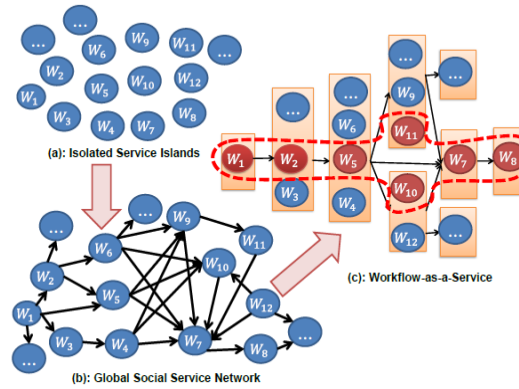 ...
...
W9
W11
...
W6
W2
W10
W12
W5
W1
W3
W4
W7
W8
(a): Isolated Service Islands
...
...
W9
W6
W11
W2
W10
W5
W12
W1
...
W3
W4
W7
W8
...
(b): Global Social Service Network
...
...
...
W9
...
W6
W11
W1
W2
W5
W7
W8
W10
W3
W4
W12
...
(c): Workflow-as-a-Service